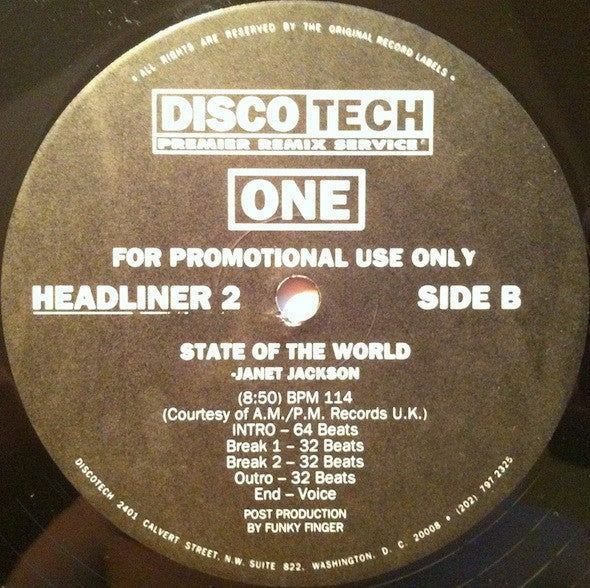 * ALL RIGHTS ARE RESERVED BY THE ORIGINAL RECORD LABELS *
DISCOTECH
PREMIER REMIX SERVICE
ONE
FOR PROMOTIONAL USE ONLY
HEADLINER 2 SIDE B
STATE OF THE WORLD
-JANET JACKSON
(8:50) BPM 114
(Courtesy of A.M./P.M. Records U.K.)
INTRO – 64 Beats
Break 1 – 32 Beats
Break 2 – 32 Beats
Outro – 32 Beats
End – Voice
POST PRODUCTION
BY FUNKY FINGER
DISCOTECH 2401 CALVERT STREET, N.W. SUITE 822, WASHINGTON, D. C. 20008 • (202) 797 2325